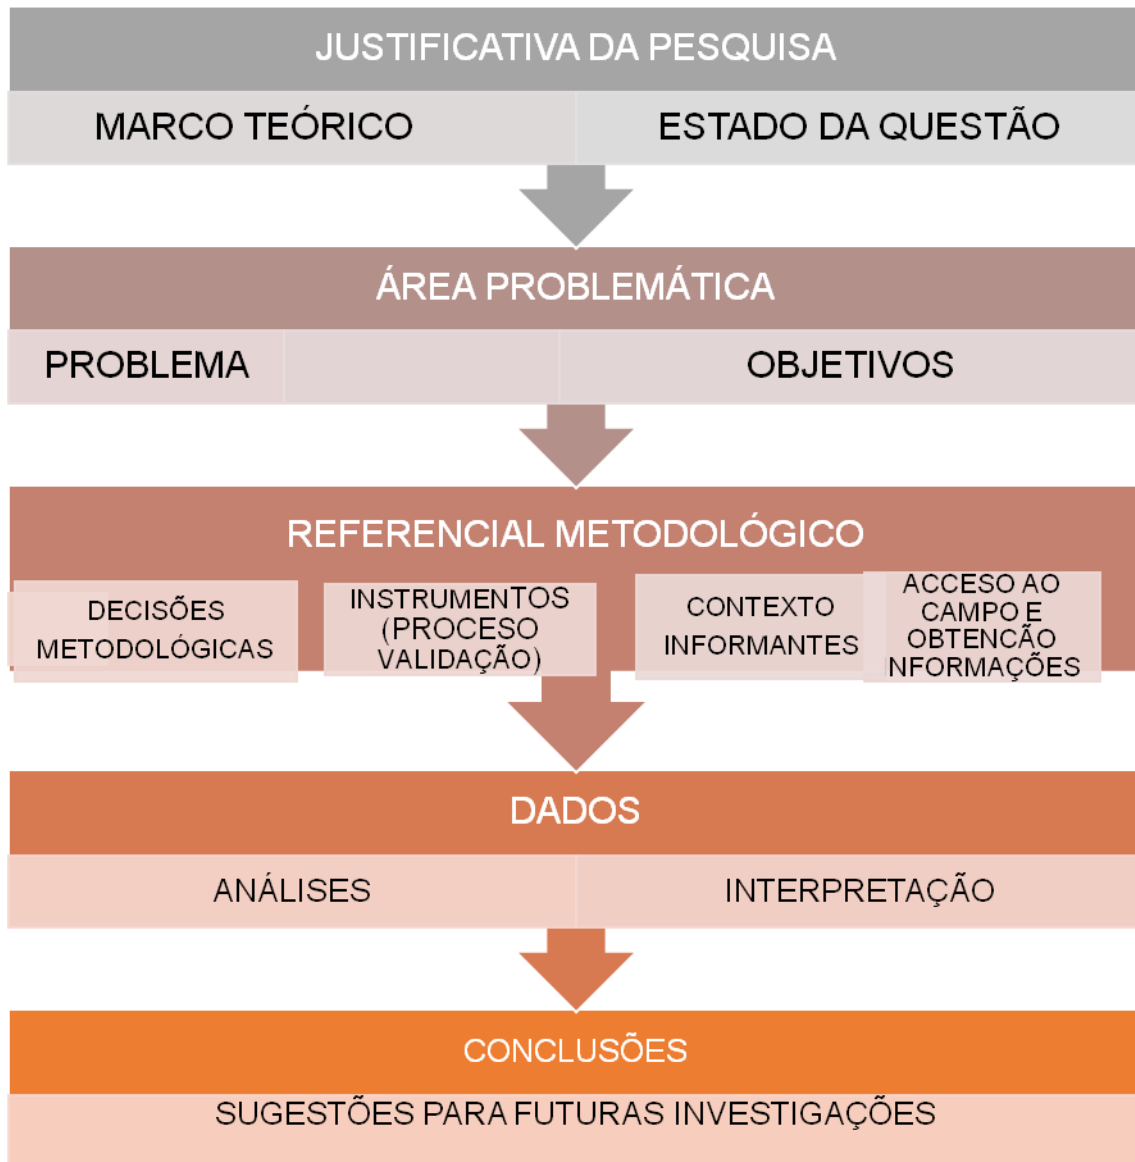 JUSTIFICATIVA DA PESQUISA
MARCO TEÓRICO
ESTADO DA QUESTÃO
ÁREA PROBLEMÁTICA
PROBLEMA
OBJETIVOS
REFERENCIAL METODOLÓGICO
DECISÕES
METODOLÓGICAS
INSTRUMENTOS
(PROCESO
VALIDAÇÃO)
CONTEXTO
INFORMANTES
ACCESO AO
CAMPO E
OBTENCÃO
NFORMAÇÕES
DADOS
ANÁLISES
INTERPRETAÇÃO
CONCLUSÕES
SUGESTÕES PARA FUTURAS INVESTIGAÇÕES